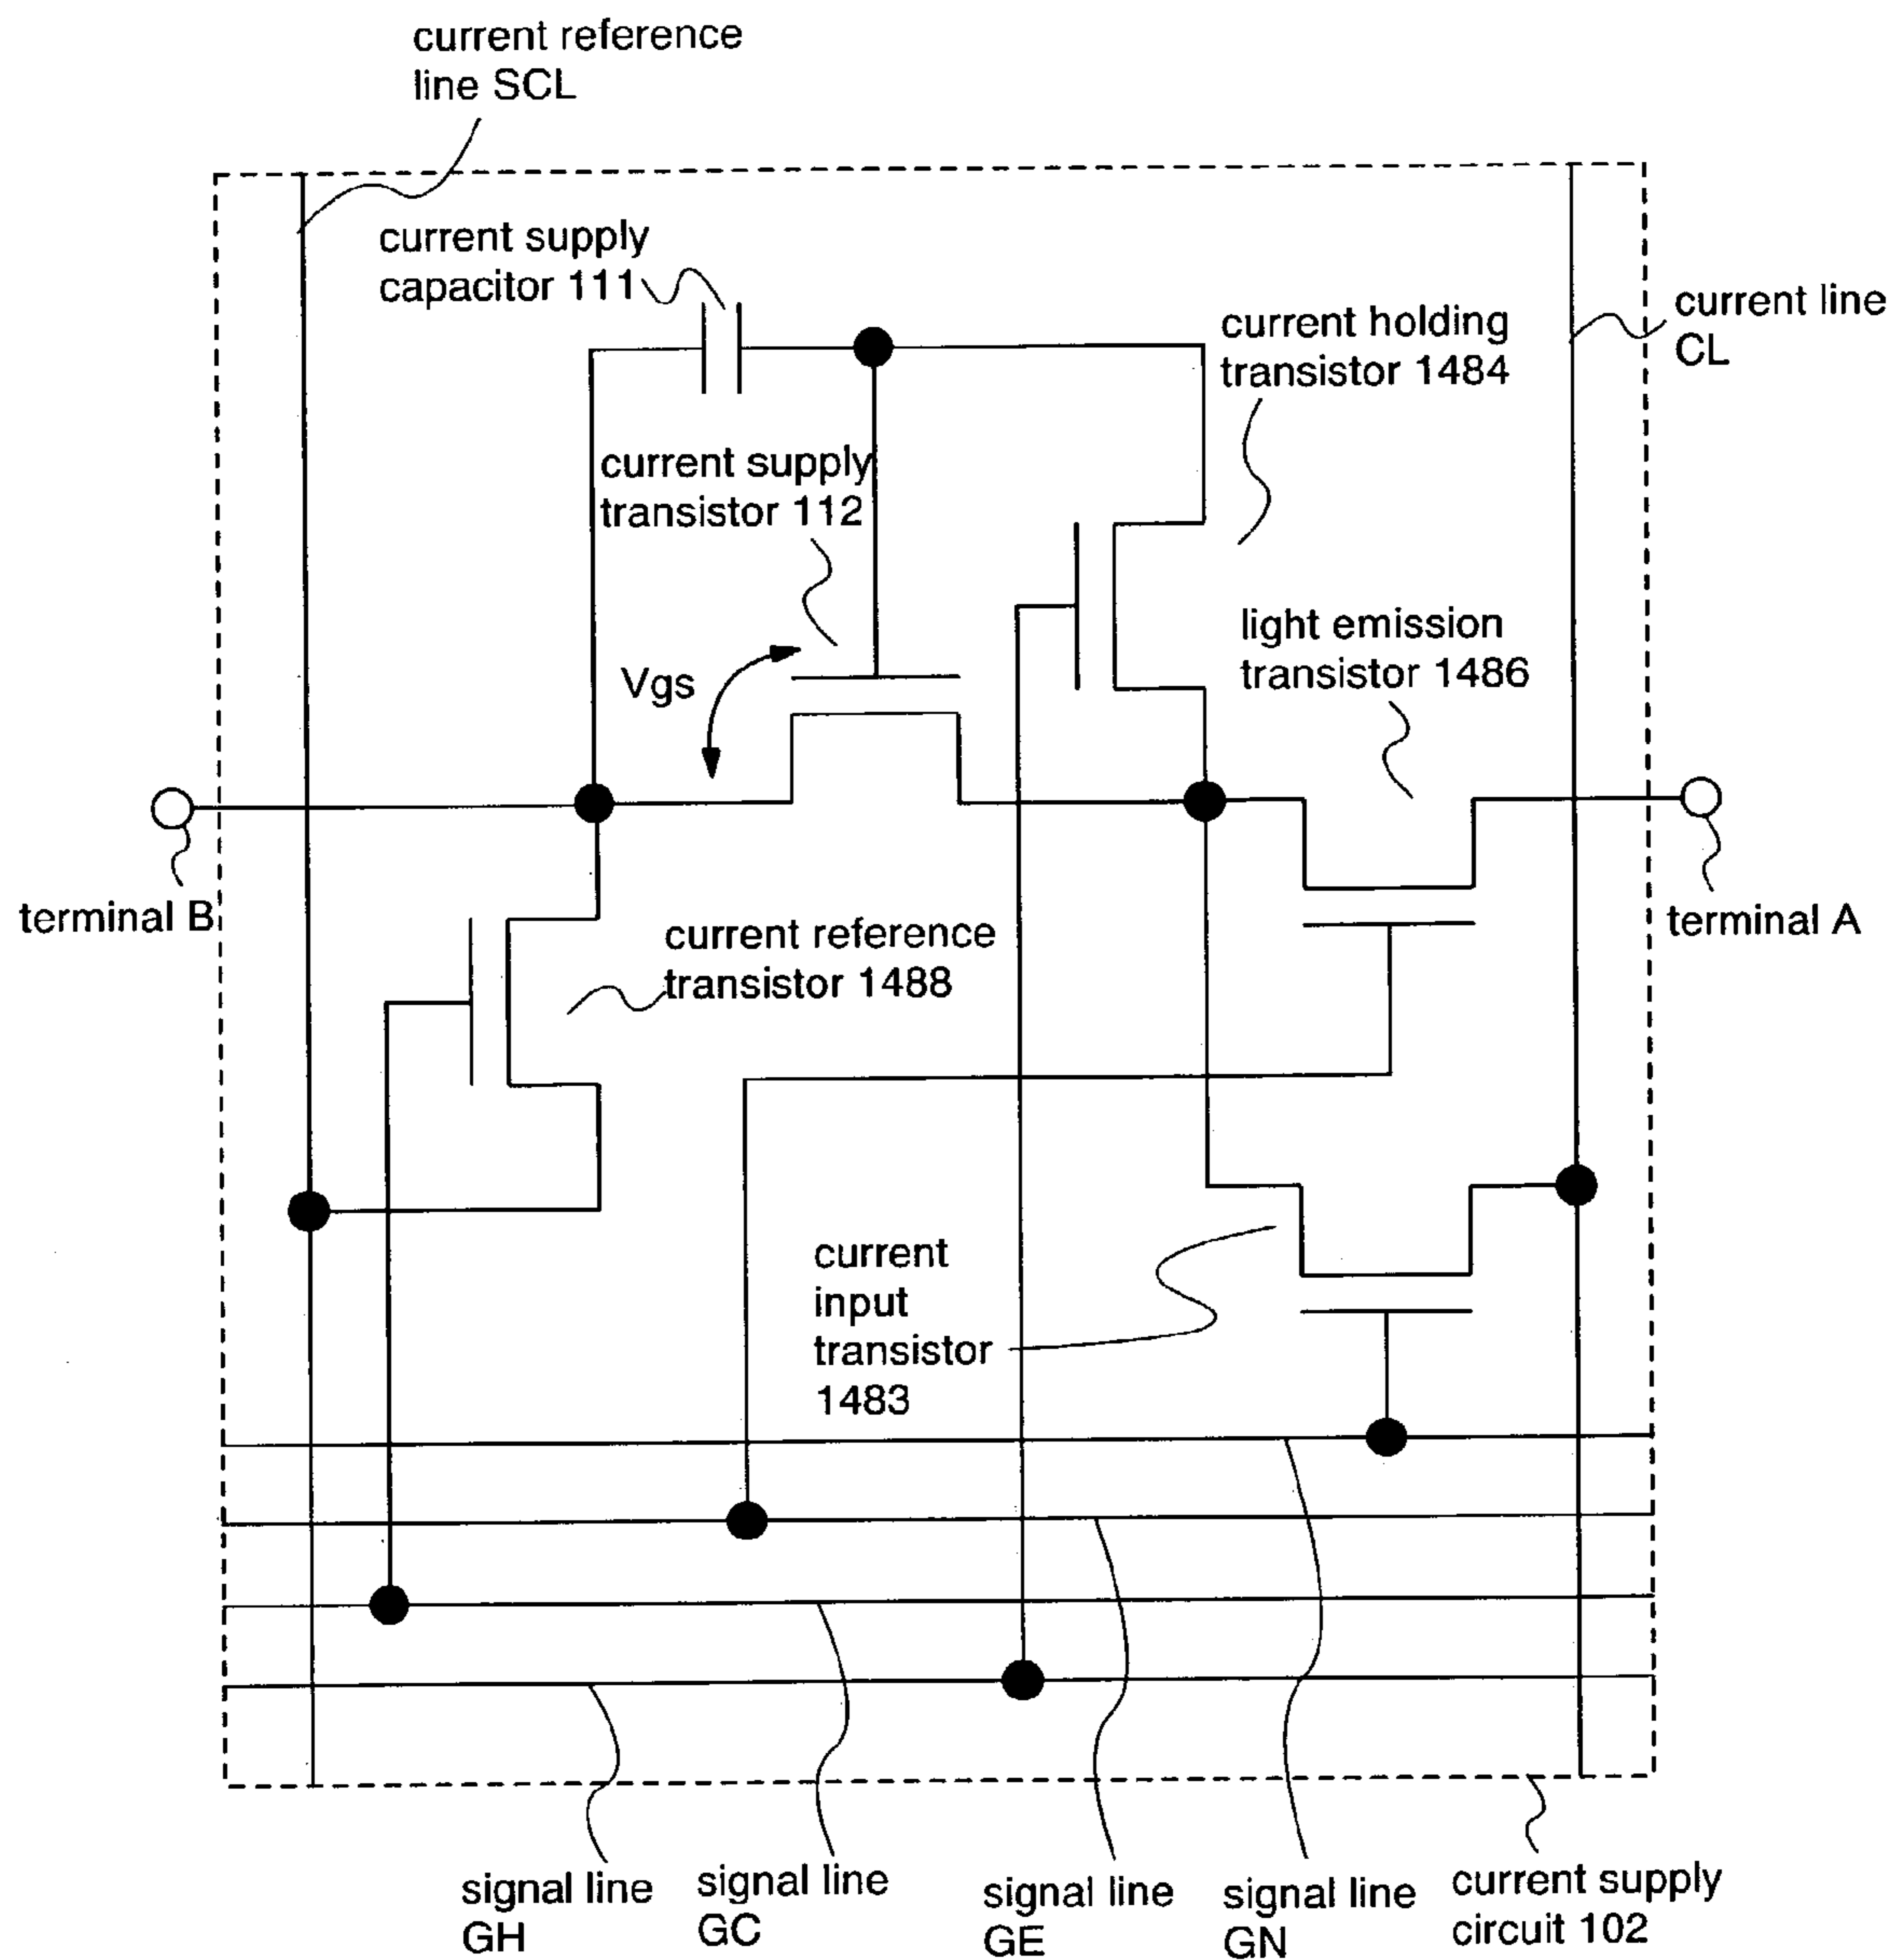 current reference
line SCL
current supply
capacitor 111
current holding
transistor 1484
current line
CL
current supply
transistor 112
light emission
transistor 1486
Vgs
terminal B
current reference
transistor 1488
terminal A
current
input
transistor
1483
signal line
GH
signal line
GC
signal line
GE
signal line
GN
current supply
circuit 102